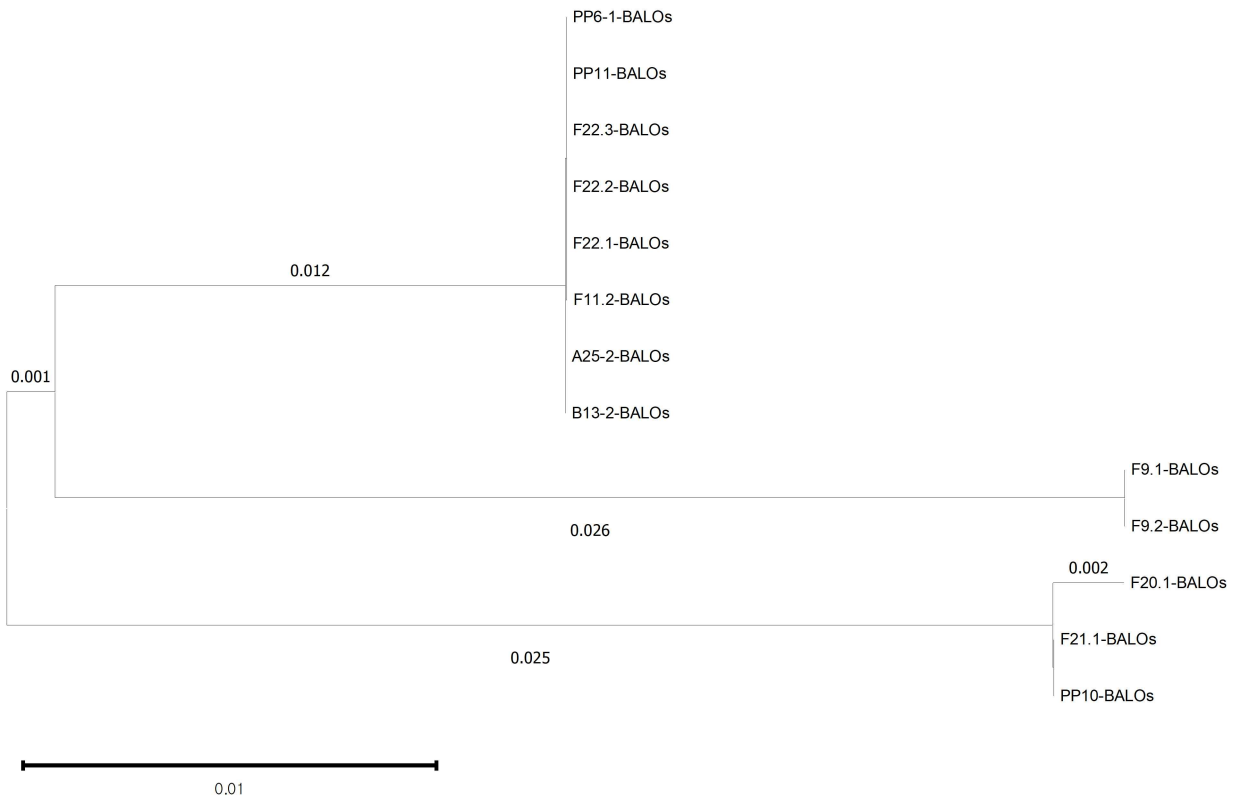 PP6-1-BALOs
PP11-BALOs
F22.3-BALOs
F22.2-BALOs
F22.1-BALOs
0.012
F11.2-BALOs
A25-2-BALOs
0.001
B13-2-BALOs
F9.1-BALOs
F9.2-BALOs
0.026
0.002
F20.1-BALOs
F21.1-BALOs
0.025
PP10-BALOs
0.01